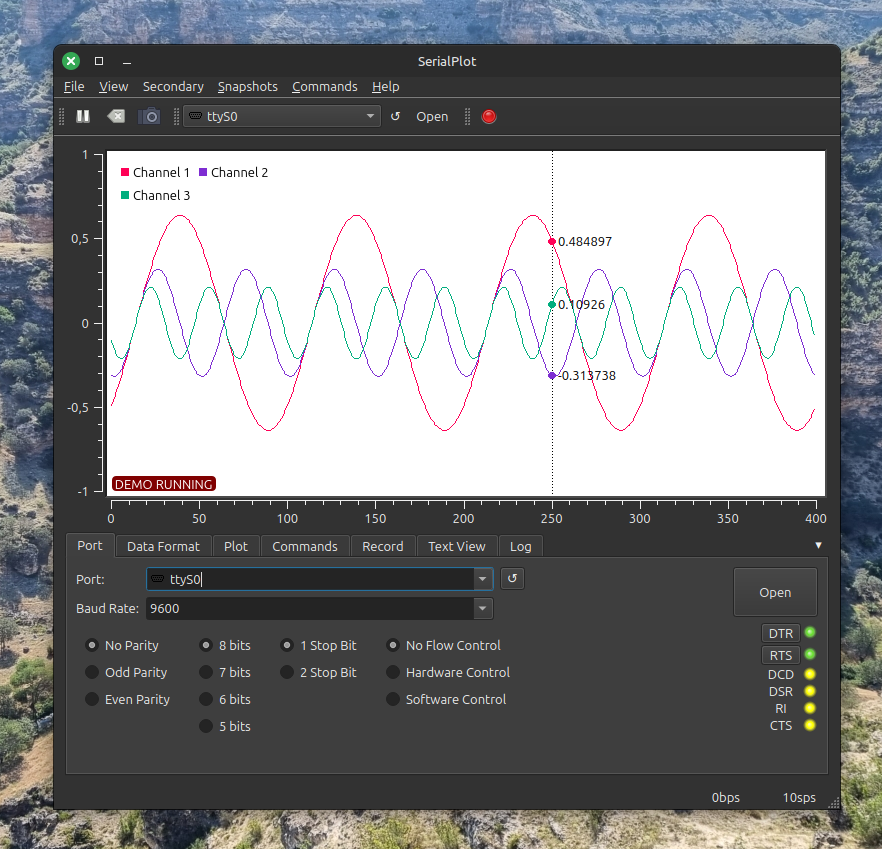 SerialPlot
File View Secondary Snapshots Commands Help
ttyS0 Open
Channel 1 Channel 2
Channel 3
1
0,5
0
-0,5
-1
0.484897
0.10926
-0.313738
DEMO RUNNING
0 50 100 150 200 250 300 350 400
Port Data Format Plot Commands Record Text View Log
Port: ttyS0
Baud Rate: 9600
Open
No Parity 8 bits 1 Stop Bit No Flow Control
Odd Parity 7 bits 2 Stop Bit Hardware Control
Even Parity 6 bits Software Control
5 bits
DTR
RTS
DCD
DSR
RI
CTS
0bps 10sps